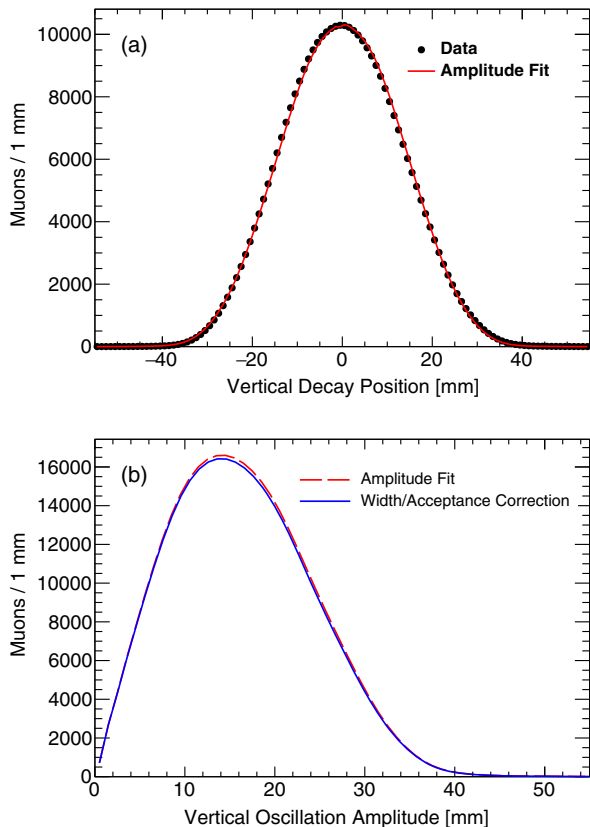 (a)
Data
Amplitude Fit
Muons / 1 mm
10000
8000
6000
4000
2000
0
−40 −20 0 20 40
Vertical Decay Position [mm]
(b)
Amplitude Fit
Width/Acceptance Correction
Muons / 1 mm
16000
14000
12000
10000
8000
6000
4000
2000
0
0 10 20 30 40 50
Vertical Oscillation Amplitude [mm]